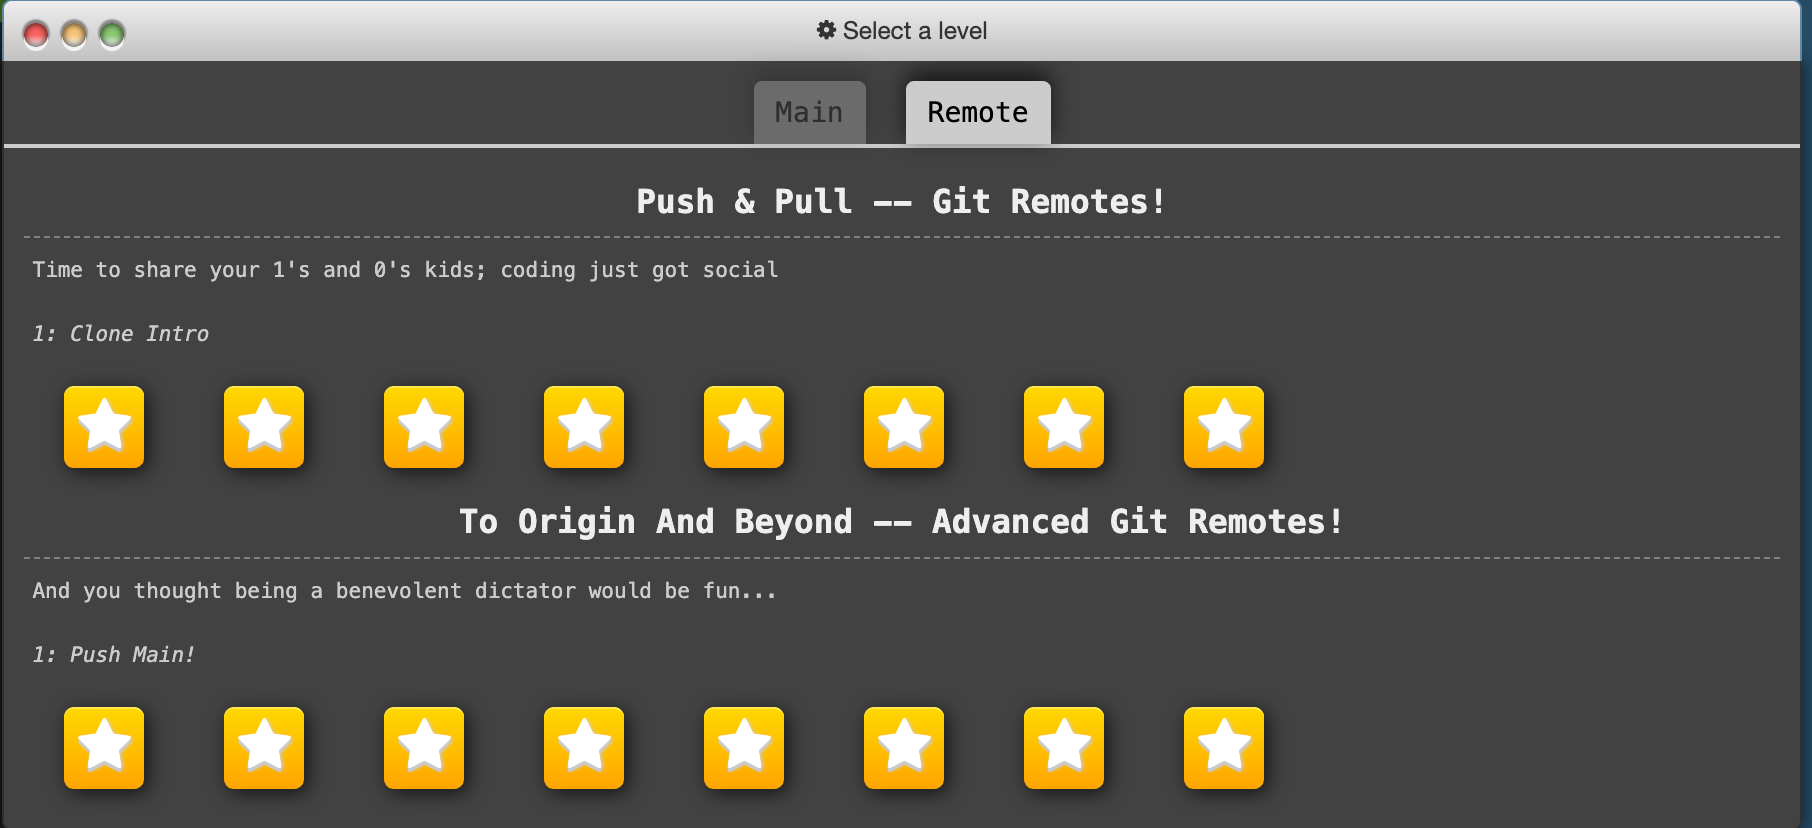 Select a level
Main
Remote
Push & Pull -- Git Remotes!
Time to share your 1's and 0's kids; coding just got social
1: Clone Intro
To Origin And Beyond -- Advanced Git Remotes!
And you thought being a benevolent dictator would be fun...
1: Push Main!